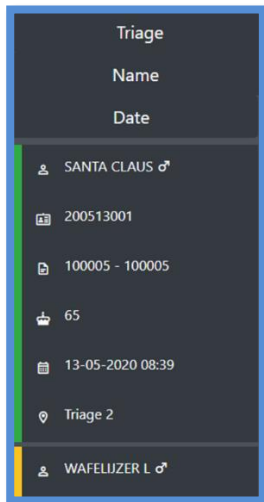 Triage
Name
Date
SANTA CLAUS ♂
200513001
100005 - 100005
65
13-05-2020 08:39
Triage 2
WAFELIJZER L ♂